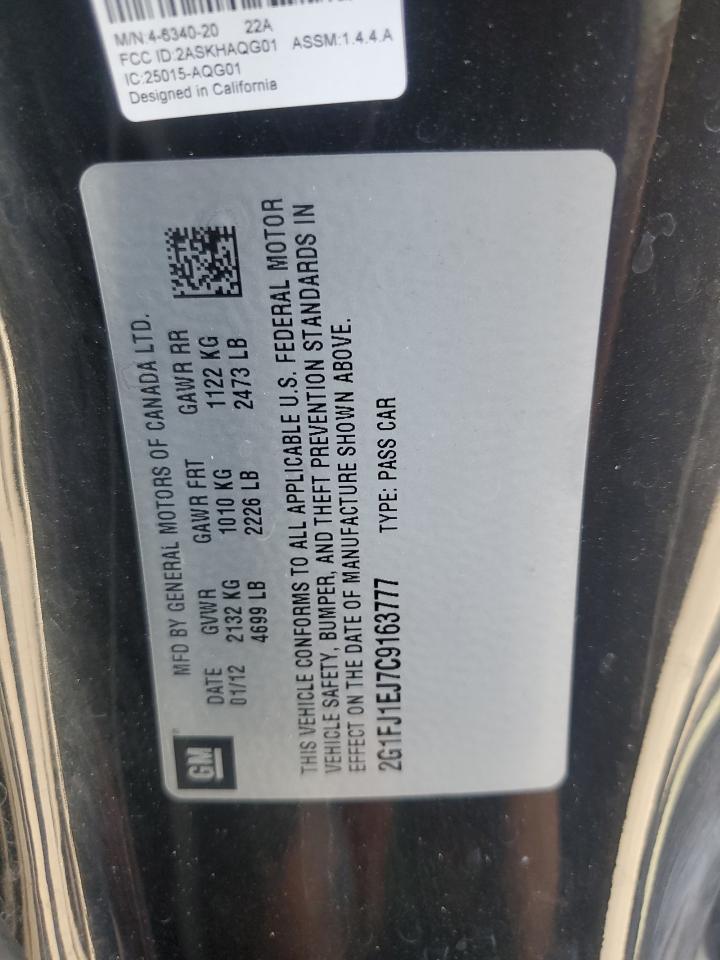 M/N:4-6340-20 22A
FCC ID:2ASKHAQG01 ASSM:1.4.4.A
IC:25015-AQG01
Designed in California
MFD BY GENERAL MOTORS OF CANADA LTD.
DATE GVWR GAWR FRT GAWR RR
01/12 2132 KG 1010 KG 1122 KG
4699 LB 2226 LB 2473 LB
GM
THIS VEHICLE CONFORMS TO ALL APPLICABLE U.S. FEDERAL MOTOR
VEHICLE SAFETY, BUMPER, AND THEFT PREVENTION STANDARDS IN
EFFECT ON THE DATE OF MANUFACTURE SHOWN ABOVE.
2G1FJ1EJ7C9163777 TYPE: PASS CAR